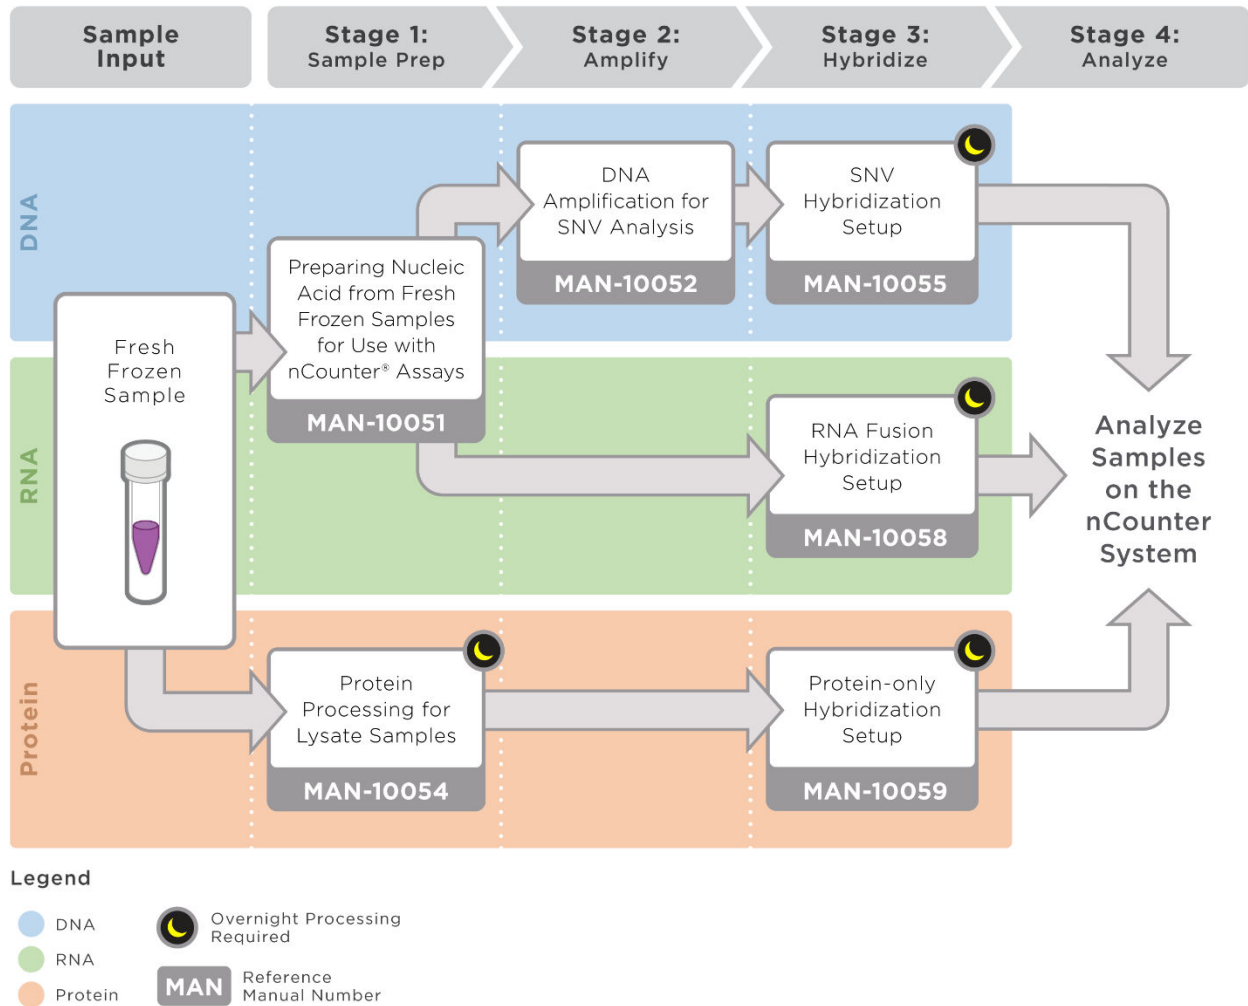 Sample
Input
Stage 1:
Sample Prep
Stage 2:
Amplify
Stage 3:
Hybridize
Stage 4:
Analyze
DNA
DNA
Amplification for
SNV Analysis
MAN-10052
SNV
Hybridization
Setup
MAN-10055
Preparing Nucleic
Acid from Fresh
Frozen Samples
for Use with
nCounter® Assays
MAN-10051
Fresh
Frozen
Sample
RNA
RNA Fusion
Hybridization
Setup
MAN-10058
Analyze
Samples
on the
nCounter
System
Protein
Protein
Processing for
Lysate Samples
MAN-10054
Protein-only
Hybridization
Setup
MAN-10059
Legend
DNA
RNA
Protein
Overnight Processing
Required
MAN
Reference
Manual Number